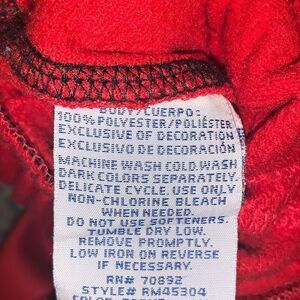 BODY/CUERPO:
100% POLYESTER/POLIÉSTER
EXCLUSIVE OF DECORATION
EXCLUSIVO DE DECORACIÓN
MACHINE WASH COLD.WASH
DARK COLORS SEPARATELY.
DELICATE CYCLE. USE ONLY
NON-CHLORINE BLEACH
WHEN NEEDED.
DO NOT USE SOFTENERS.
TUMBLE DRY LOW.
REMOVE PROMPTLY.
LOW IRON ON REVERSE
IF NECESSARY.
RN# 70892
STYLE# RM45304